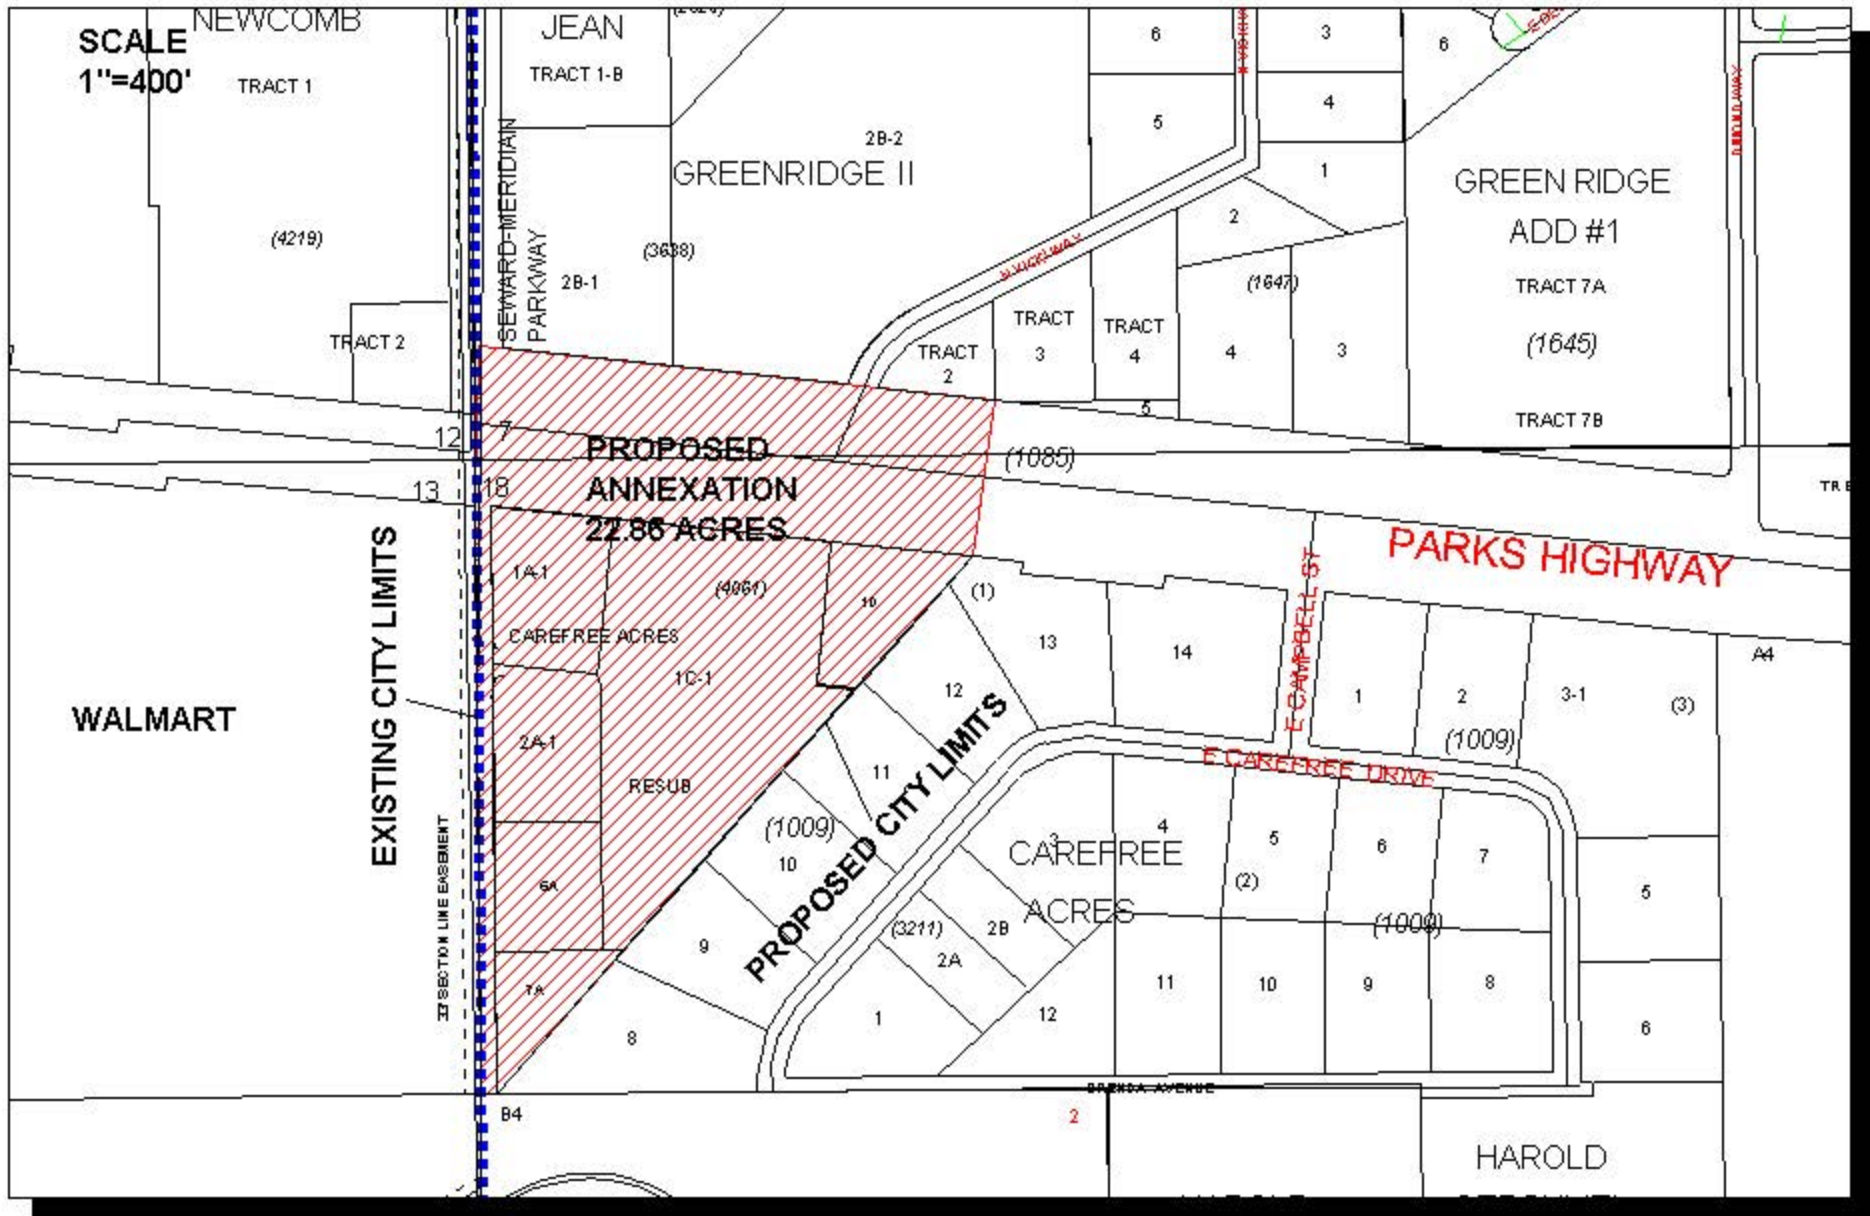 SCALE
1"=400'
NEWCOMB
TRACT 1
(4219)
TRACT 2
JEAN
TRACT 1-B
SEWARD-MERIDIAN
PARKWAY
2B-2
GREENRIDGE II
2B-1
(3638)
N VICKI WAY
6
5
3
4
1
2
6
GREEN RIDGE
ADD #1
TRACT 7A
(1645)
TRACT 7B
(1647)
TRACT
2
TRACT
3
TRACT
4
5
4
3
12
7
13
18
PROPOSED
ANNEXATION
22.86 ACRES
(1085)
PARKS HIGHWAY
E CAMPBELL ST
E CAREFREE DRIVE
EXISTING CITY LIMITS
WALMART
33' SECTION LINE EASEMENT
1A-1
(4061)
10
CAREFREE ACRES
1C-1
2A-1
RESUB
6A
7A
(1)
13
14
12
11
(1009)
10
9
8
PROPOSED CITY LIMITS
1
2
3-1
(3)
A4
(1009)
CAREFREE
ACRES
3
4
5
6
7
(2)
(1009)
(3211)
2B
2A
1
12
11
10
9
8
5
6
BRENDA AVENUE
B4
2
HAROLD